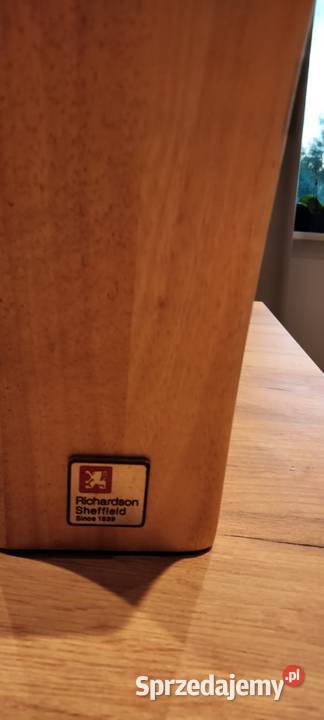 Richardson
Sheffield
Since 1839
Sprzedajemy.pl